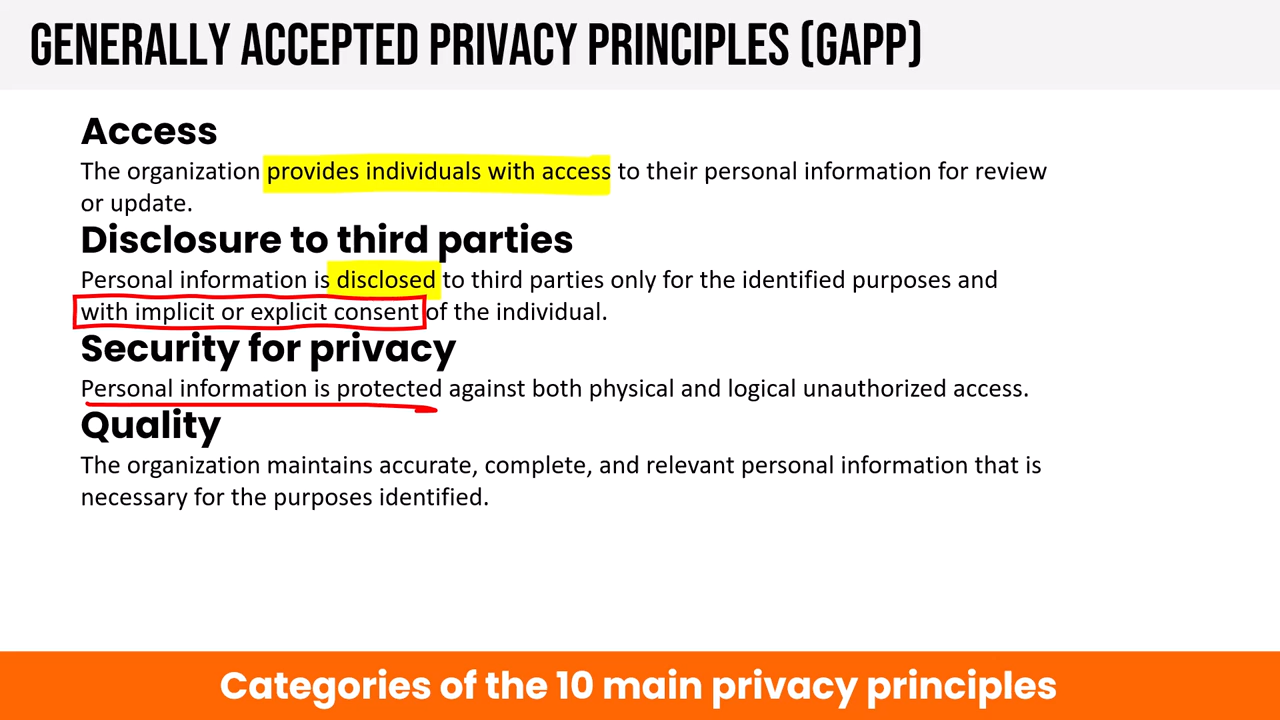 GENERALLY ACCEPTED PRIVACY PRINCIPLES (GAPP)
Access
The organization provides individuals with access to their personal information for review
or update.
Disclosure to third parties
Personal information is disclosed to third parties only for the identified purposes and
with implicit or explicit consent of the individual.
Security for privacy
Personal information is protected against both physical and logical unauthorized access.
Quality
The organization maintains accurate, complete, and relevant personal information that is
necessary for the purposes identified.
Categories of the 10 main privacy principles